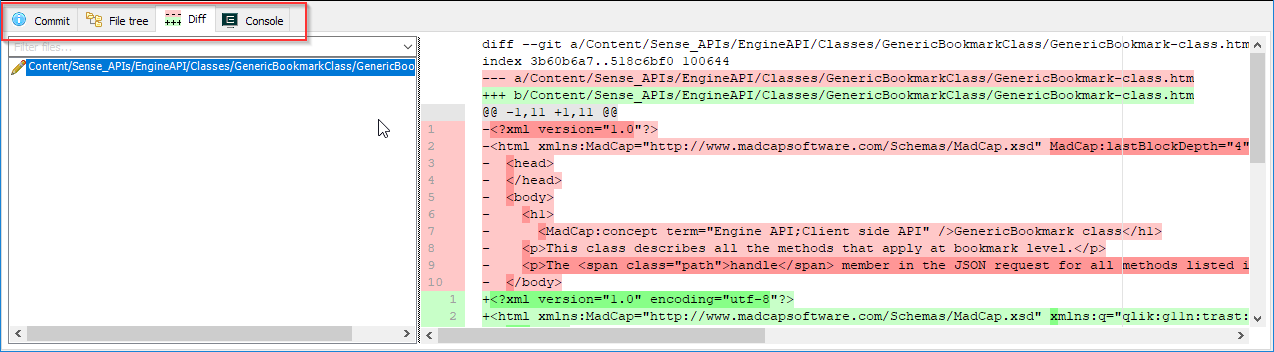 Commit File tree Diff Console
Filter files...
Content/Sense_APIs/EngineAPI/Classes/GenericBookmarkClass/GenericBoo
diff --git a/Content/Sense_APIs/EngineAPI/Classes/GenericBookmarkClass/GenericBookmark-class.htm
index 3b60b6a7..518c6bf0 100644
--- a/Content/Sense_APIs/EngineAPI/Classes/GenericBookmarkClass/GenericBookmark-class.htm
+++ b/Content/Sense_APIs/EngineAPI/Classes/GenericBookmarkClass/GenericBookmark-class.htm
@@ -1,11 +1,11 @@
1 -<?xml version="1.0"?>
2 -<html xmlns:MadCap="http://www.madcapsoftware.com/Schemas/MadCap.xsd" MadCap:lastBlockDepth="4"
3 -  <head>
4 -  </head>
5 -  <body>
6 -    <h1>
7 -      <MadCap:concept term="Engine API;Client side API" />GenericBookmark class</h1>
8 -    <p>This class describes all the methods that apply at bookmark level.</p>
9 -    <p>The <span class="path">handle</span> member in the JSON request for all methods listed i
10 -  </body>
1 +<?xml version="1.0" encoding="utf-8"?>
2 +<html xmlns:MadCap="http://www.madcapsoftware.com/Schemas/MadCap.xsd" xmlns:q="qlik:g11n:trast: